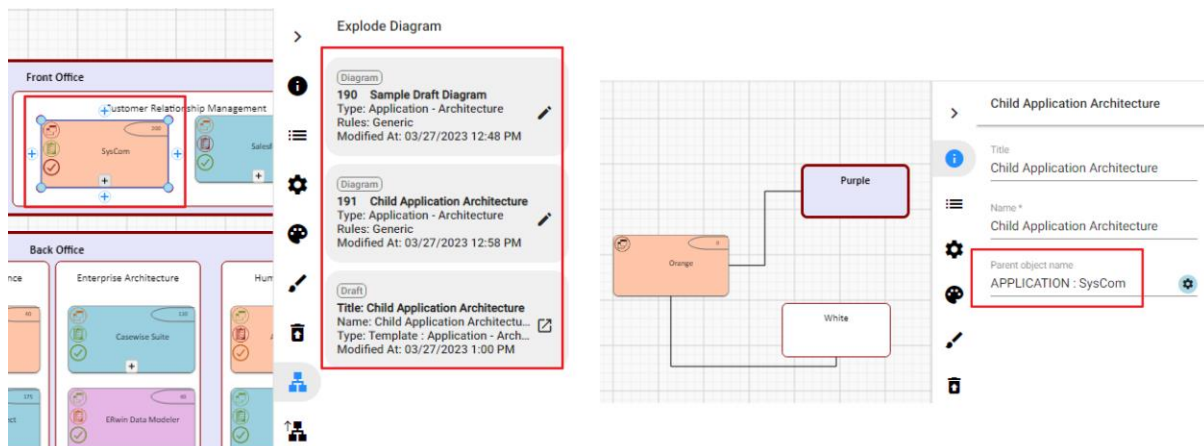 Front Office
Customer Relationship Management
SysCom
Back Office
Enterprise Architecture
Casewise Suite
ERwin Data Modeler
Explode Diagram
Diagram
190 Sample Draft Diagram
Type: Application - Architecture
Rules: Generic
Modified At: 03/27/2023 12:48 PM
Diagram
191 Child Application Architecture
Type: Application - Architecture
Rules: Generic
Modified At: 03/27/2023 12:58 PM
Draft
Title: Child Application Architecture
Name: Child Application Architectu...
Type: Template : Application - Arch...
Modified At: 03/27/2023 1:00 PM
Purple
Orange
White
Child Application Architecture
Title
Child Application Architecture
Name *
Child Application Architecture
Parent object name
APPLICATION : SysCom